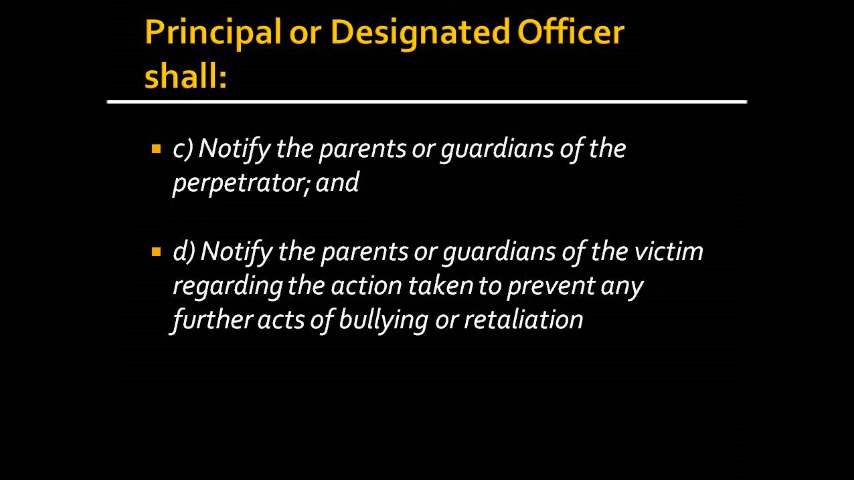 Principal or Designated Officer
shall:
c) Notify the parents or guardians of the
perpetrator; and
d) Notify the parents or guardians of the victim
regarding the action taken to prevent any
further acts of bullying or retaliation